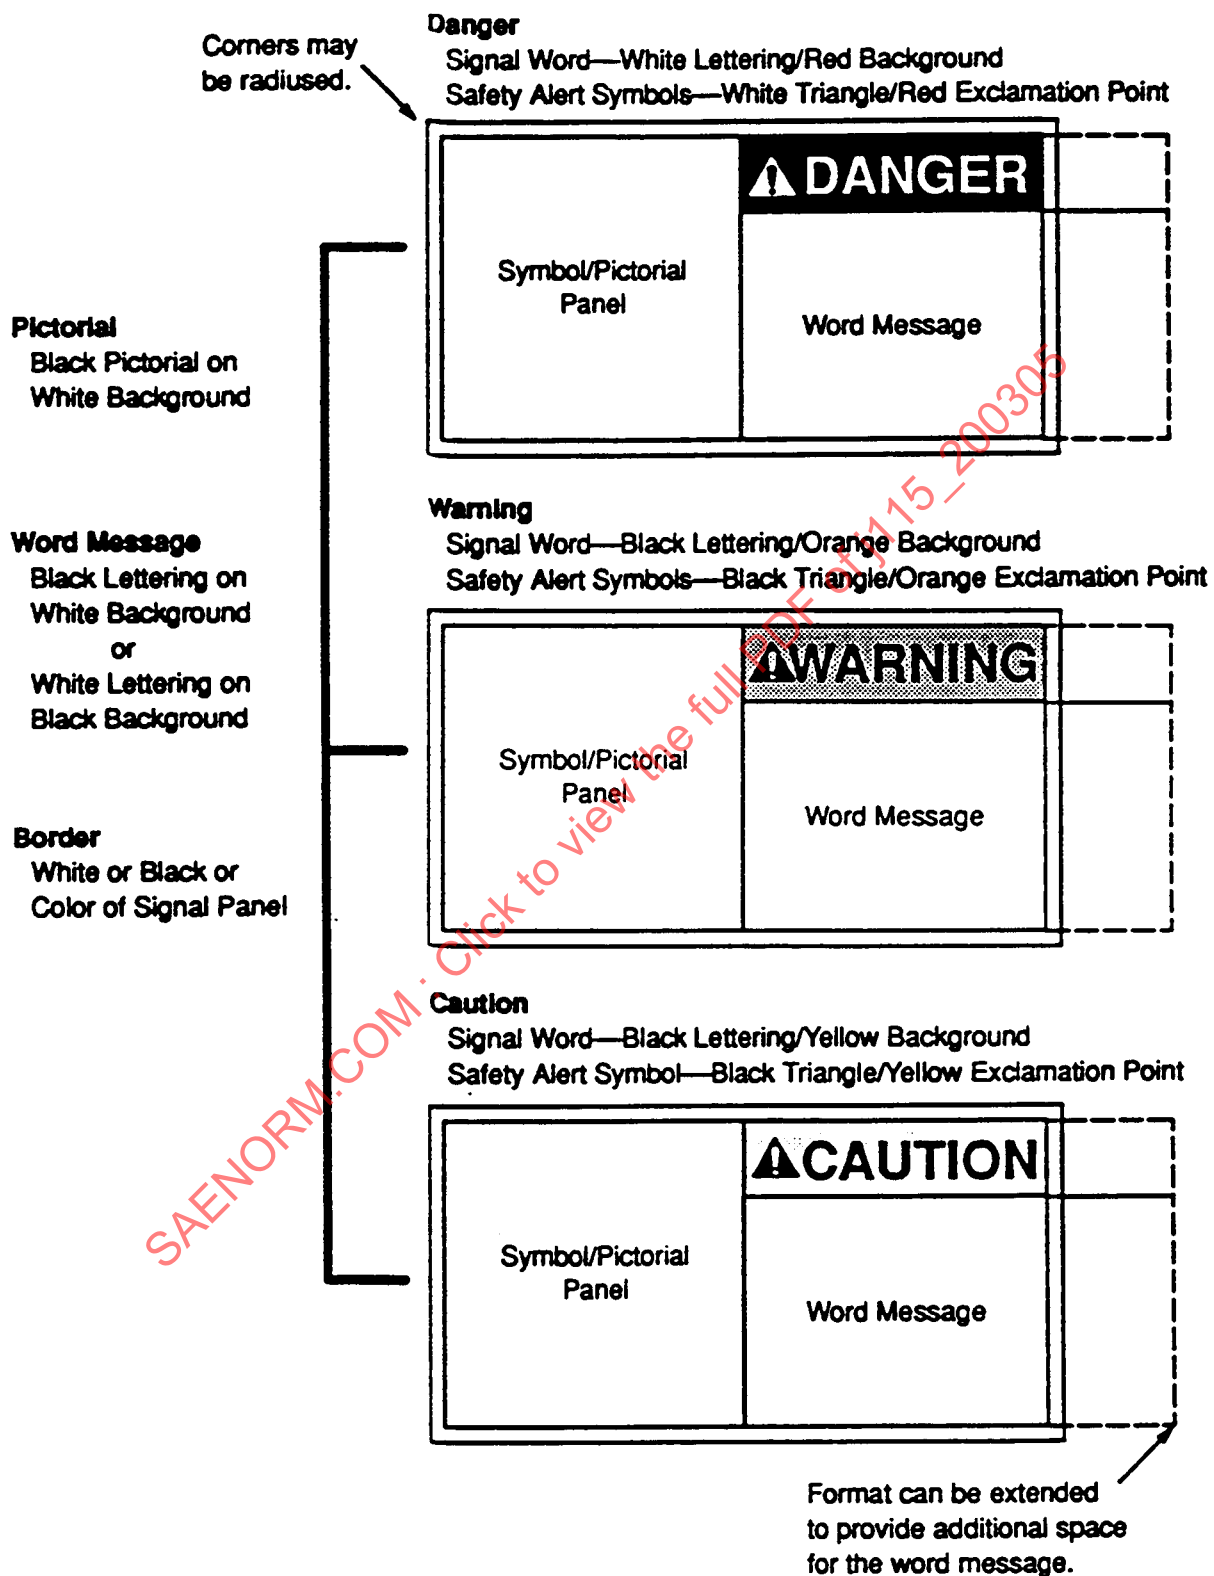 Corners may
be radiused.
Danger
Signal Word—White Lettering/Red Background
Safety Alert Symbols—White Triangle/Red Exclamation Point
DANGER
Symbol/Pictorial
Panel
Word Message
Pictorial
Black Pictorial on
White Background
Word Message
Black Lettering on
White Background
or
White Lettering on
Black Background
Border
White or Black or
Color of Signal Panel
Warning
Signal Word—Black Lettering/Orange Background
Safety Alert Symbols—Black Triangle/Orange Exclamation Point
WARNING
Symbol/Pictorial
Panel
Word Message
Caution
Signal Word—Black Lettering/Yellow Background
Safety Alert Symbol—Black Triangle/Yellow Exclamation Point
CAUTION
Symbol/Pictorial
Panel
Word Message
Format can be extended
to provide additional space
for the word message.
SAENORM.COM : Click to view the full PDF of j115_200305